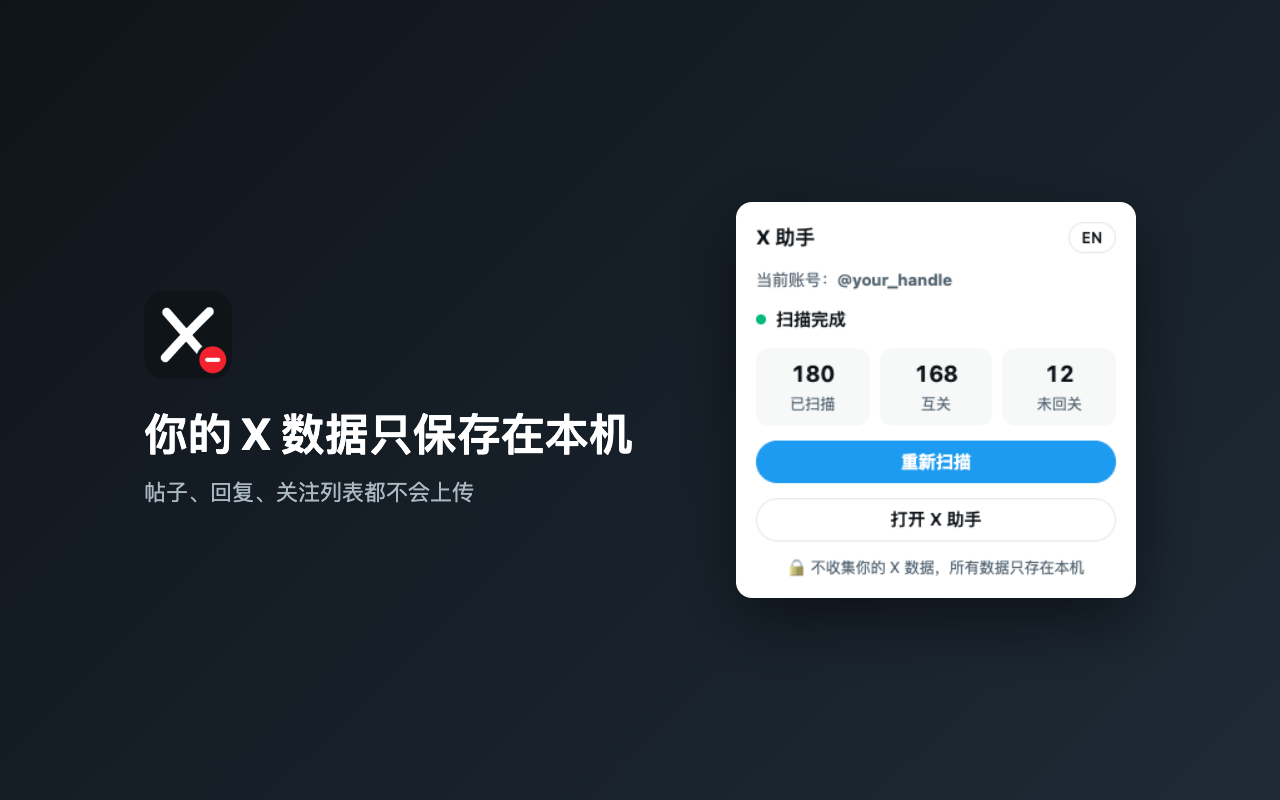 你的 X 数据只保存在本机
帖子、回复、关注列表都不会上传
X 助手
EN
当前账号：@your_handle
扫描完成
180
168
12
已扫描
互关
未回关
重新扫描
打开 X 助手
🔒 不收集你的 X 数据，所有数据只存在本机